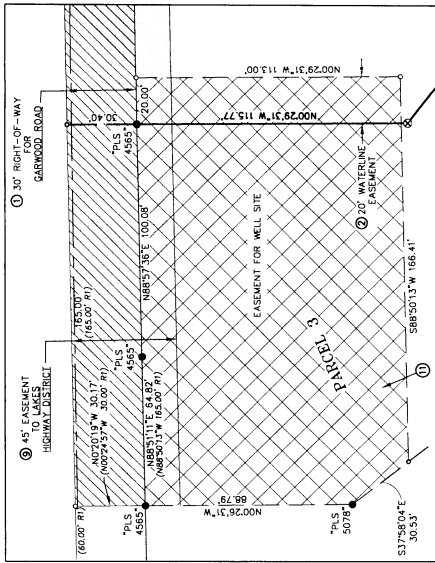 ① 30' RIGHT-OF-WAY
FOR
GARWOOD ROAD
⑨ 45' EASEMENT
TO LAKES
HIGHWAY DISTRICT
(60.00' R1)
165.00'
(165.00' R1)
30.40'
20.00'
N00°29'31"W 113.00'
N0°20'19"W 30.17'
(N00°24'57"W 30.00' R1)
"PLS
4565"
N88°51'11"E 64.82'
(N88°50'13"W 165.00' R1)
"PLS
4565"
N88°57'36"E 100.08'
"PLS
4565"
N00°29'31"W 115.77'
EASEMENT FOR WELL SITE
② 20' WATERLINE
EASEMENT
N00°26'31"W
88.79'
PARCEL 3
⑪
"PLS
5078"
S88°50'13"W 166.41'
S37°58'04"E
30.53'